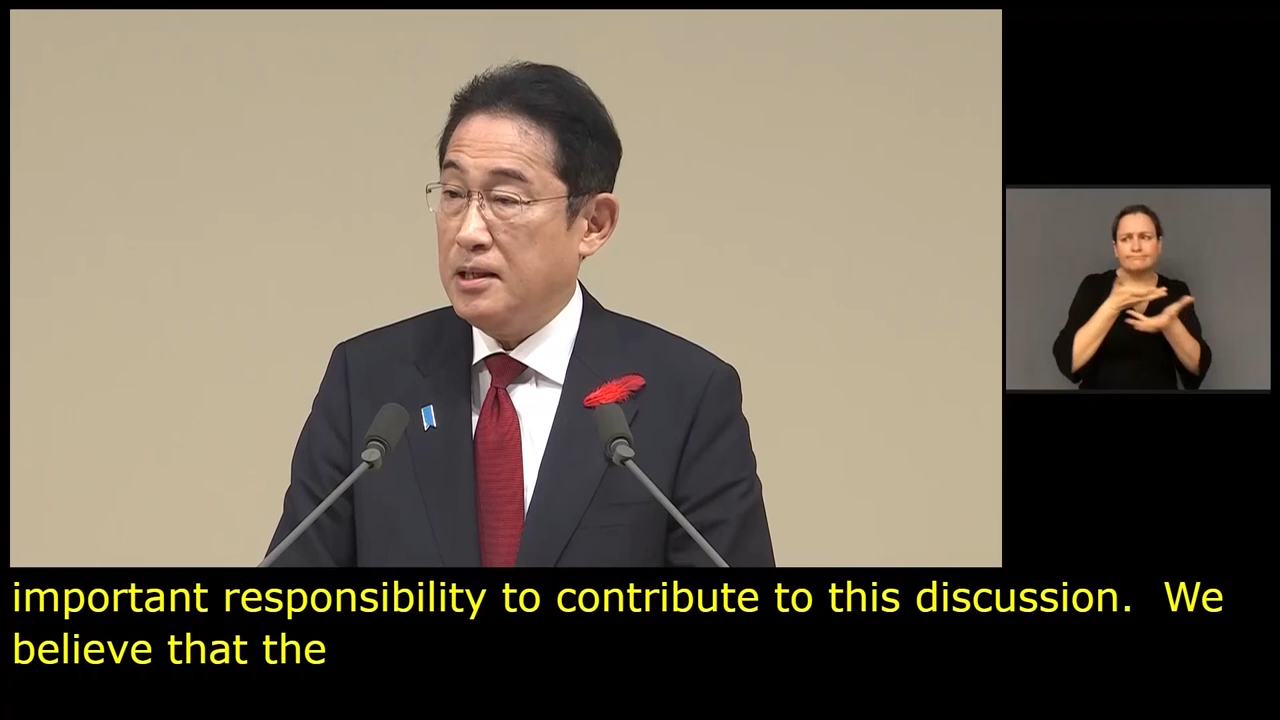 important responsibility to contribute to this discussion.  We
believe that the